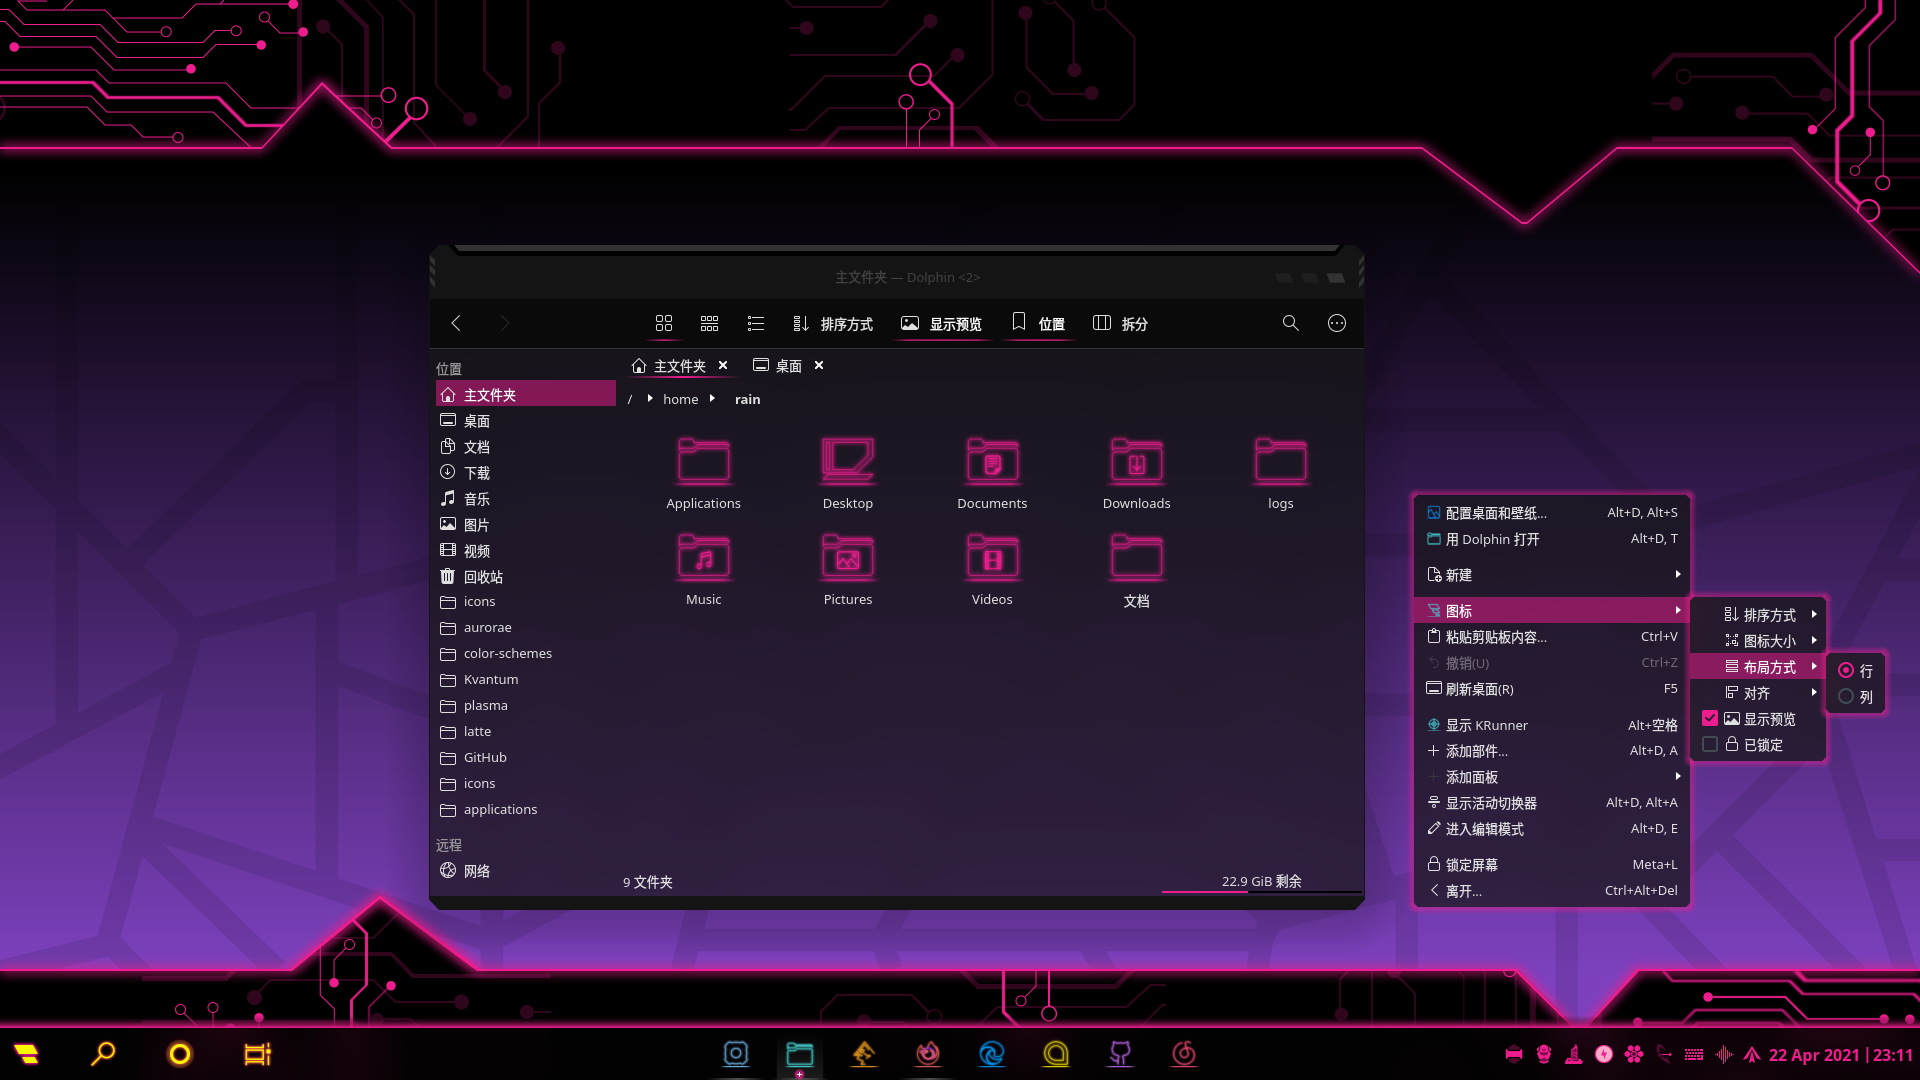 主文件夹 — Dolphin <2>
排序方式 显示预览 位置 拆分
位置
主文件夹
桌面
文档
下载
音乐
图片
视频
回收站
icons
aurorae
color-schemes
Kvantum
plasma
latte
GitHub
icons
applications
远程
网络
主文件夹 桌面
/ home rain
Applications Desktop Documents Downloads logs
Music Pictures Videos 文档
9 文件夹 22.9 GiB 剩余
配置桌面和壁纸... Alt+D, Alt+S
用 Dolphin 打开 Alt+D, T
新建
图标
粘贴剪贴板内容... Ctrl+V
撤销(U) Ctrl+Z
刷新桌面(R) F5
显示 KRunner Alt+空格
添加部件... Alt+D, A
添加面板
显示活动切换器 Alt+D, Alt+A
进入编辑模式 Alt+D, E
锁定屏幕 Meta+L
离开... Ctrl+Alt+Del
排序方式
图标大小
布局方式
对齐
显示预览
已锁定
行
列
22 Apr 2021 | 23:11